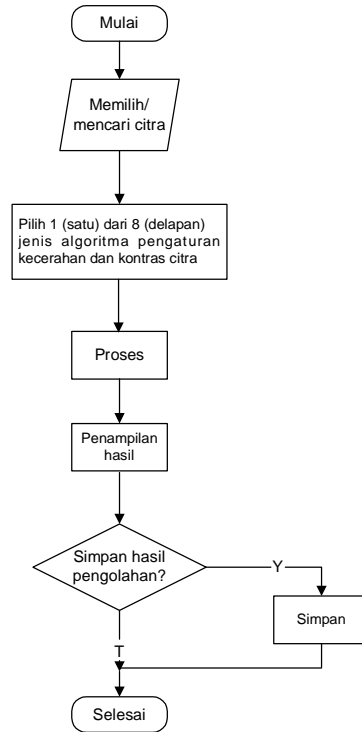 Mulai
Memilih/
mencari citra
Pilih 1 (satu) dari 8 (delapan)
jenis algoritma pengaturan
kecerahan dan kontras citra
Proses
Penampilan
hasil
Simpan hasil
pengolahan?
Y
Simpan
T
Selesai